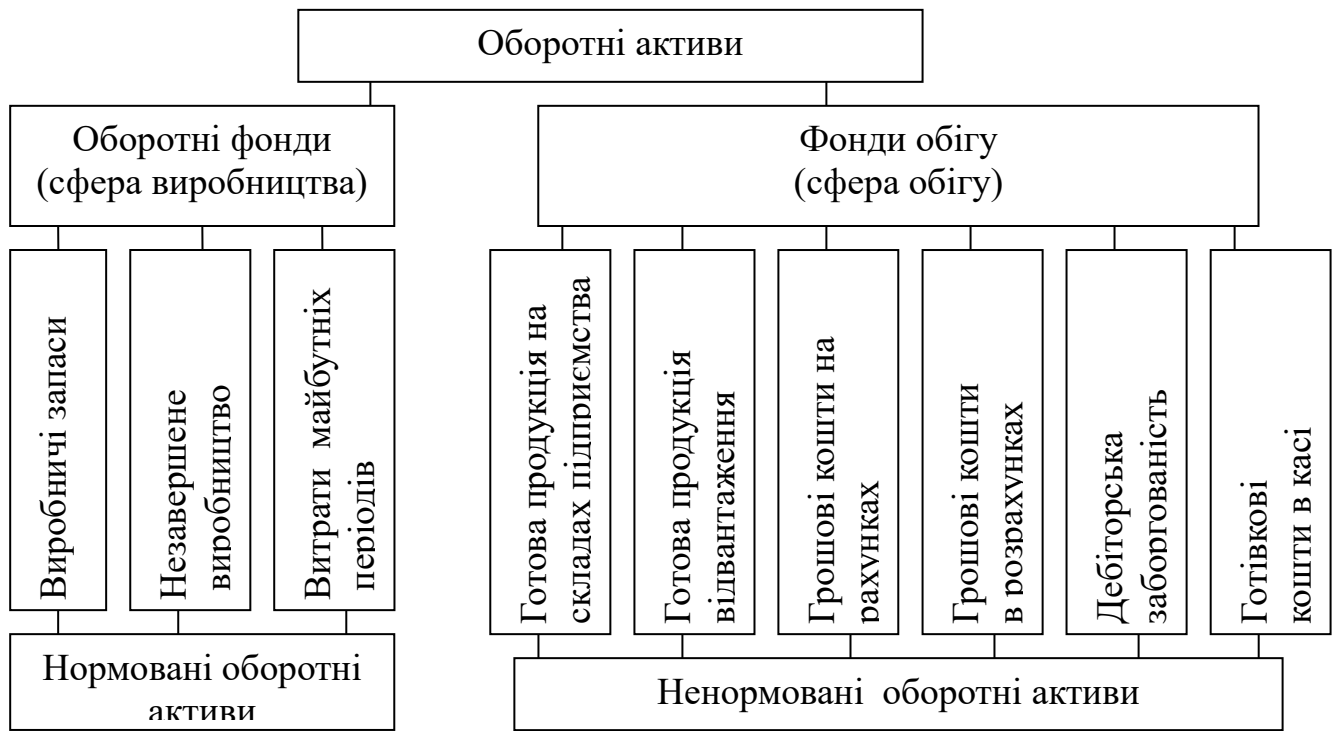 Оборотні активи
Оборотні фонди
(сфера виробництва)
Фонди обігу
(сфера обігу)
Виробничі запаси
Незавершене
виробництво
Витрати майбутніх
періодів
Готова продукція на
складах підприємства
Готова продукція
відвантаження
Грошові кошти на
рахунках
Грошові кошти
в розрахунках
Дебіторська
заборгованість
Готівкові
кошти в касі
Нормовані оборотні
активи
Ненормовані оборотні активи